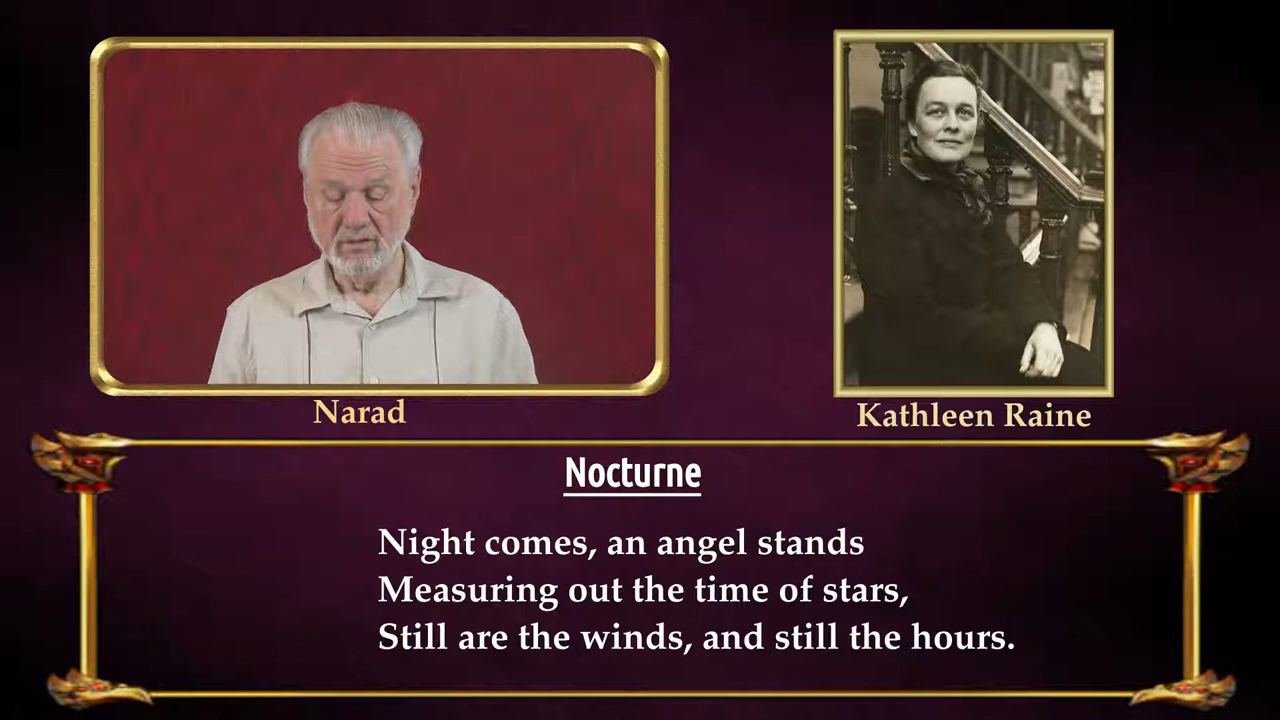 Narad
Kathleen Raine
Nocturne
Night comes, an angel stands
Measuring out the time of stars,
Still are the winds, and still the hours.